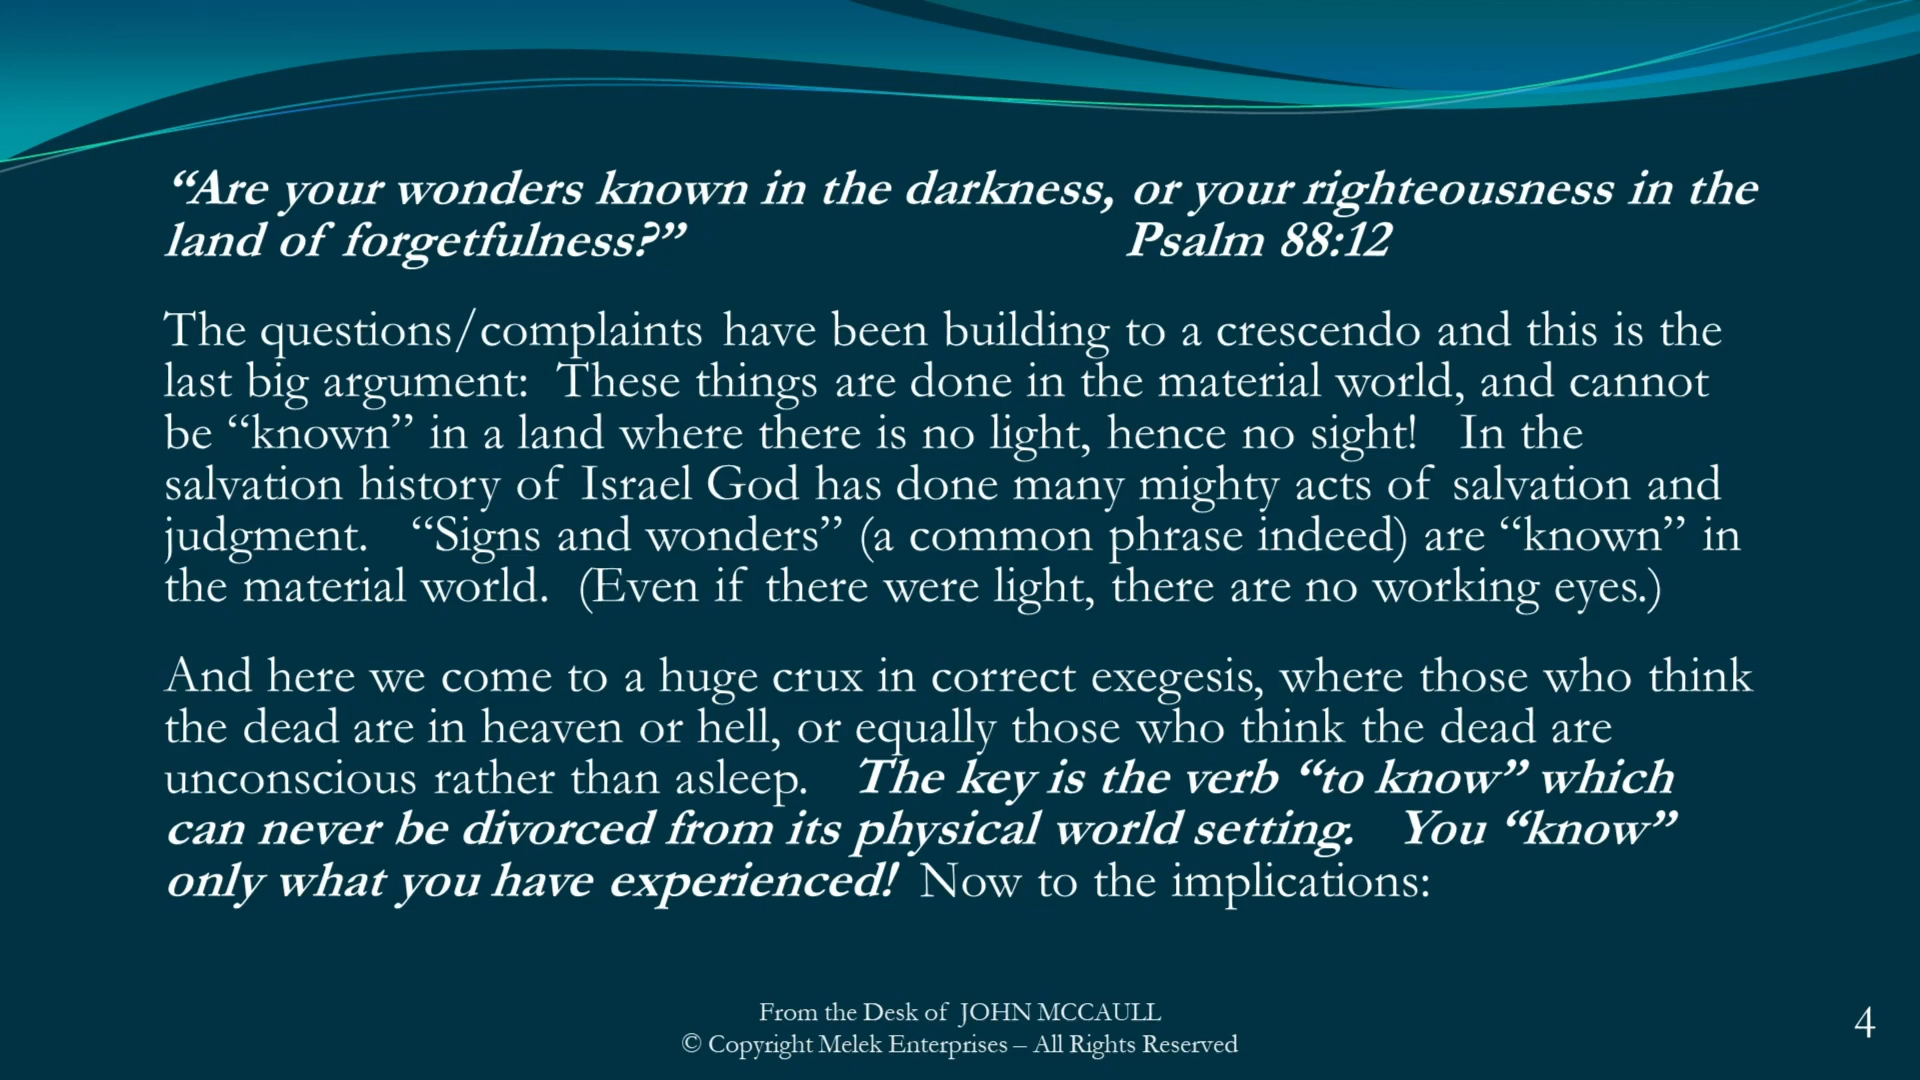 “Are your wonders known in the darkness, or your righteousness in the
land of forgetfulness?” Psalm 88:12
The questions/complaints have been building to a crescendo and this is the
last big argument: These things are done in the material world, and cannot
be “known” in a land where there is no light, hence no sight! In the
salvation history of Israel God has done many mighty acts of salvation and
judgment. “Signs and wonders” (a common phrase indeed) are “known” in
the material world. (Even if there were light, there are no working eyes.)
And here we come to a huge crux in correct exegesis, where those who think
the dead are in heaven or hell, or equally those who think the dead are
unconscious rather than asleep. The key is the verb “to know” which
can never be divorced from its physical world setting. You “know”
only what you have experienced! Now to the implications:
From the Desk of JOHN MCCAULL
© Copyright Melek Enterprises – All Rights Reserved
4